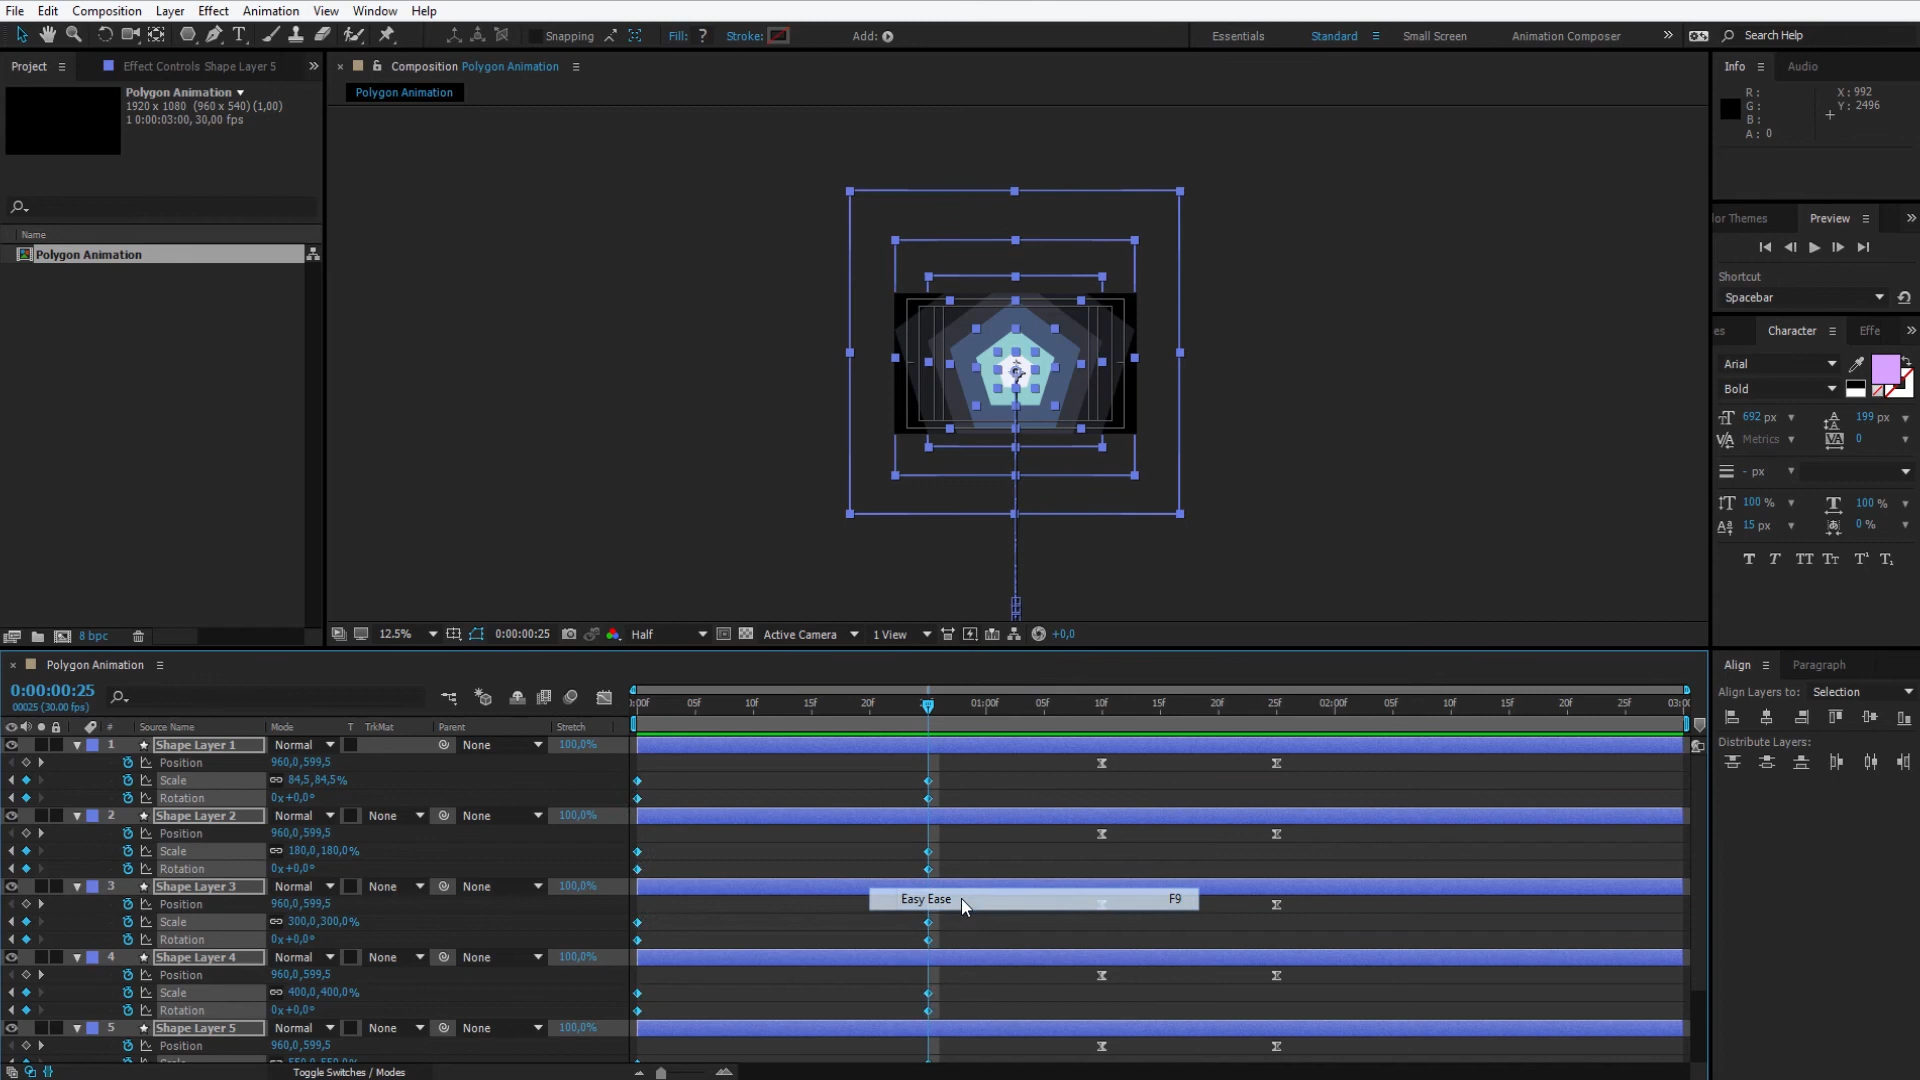 File Edit Composition Layer Effect Animation View Window Help
Snapping Fill: ? Stroke: Add: Essentials Standard Small Screen Animation Composer » Search Help
Project Effect Controls Shape Layer 5 »
× Composition Polygon Animation
Info Audio
Polygon Animation
1920 x 1080 (960 x 540) (1,00)
1 0:00:03:00, 30,00 fps
Polygon Animation
R: X: 992
G: Y: 2496
B:
A: 0
lor Themes Preview »
Name
Polygon Animation
Shortcut
Spacebar
es Character Effe »
Arial
Bold
692 px 199 px
Metrics 0
- px
100 % 100 %
15 px 0 %
T T TT Tт T¹ T₁
8 bpc
12.5% 0:00:00:25 Half Active Camera 1 View +0,0
× Polygon Animation
Align Paragraph
0:00:00:25
00025 (30.00 fps)
Align Layers to: Selection
Distribute Layers:
:00F 05f 10f 15f 20f 01:00f 05f 10f 15f 20f 25f 02:00f 05f 10f 15f 20f 25f 03:00
# Source Name Mode T TrkMat Parent Stretch
1 Shape Layer 1 Normal None 100,0%
Position 960,0,599,5
Scale 84,5,84,5%
Rotation 0x+0,0°
2 Shape Layer 2 Normal None None 100,0%
Position 960,0,599,5
Scale 180,0,180,0%
Rotation 0x+0,0°
3 Shape Layer 3 Normal None None 100,0%
Easy Ease F9
Position 960,0,599,5
Scale 300,0,300,0%
Rotation 0x+0,0°
4 Shape Layer 4 Normal None None 100,0%
Position 960,0,599,5
Scale 400,0,400,0%
Rotation 0x+0,0°
5 Shape Layer 5 Normal None None 100,0%
Position 960,0,599,5
Scale 550,0,550,0%
Toggle Switches / Modes